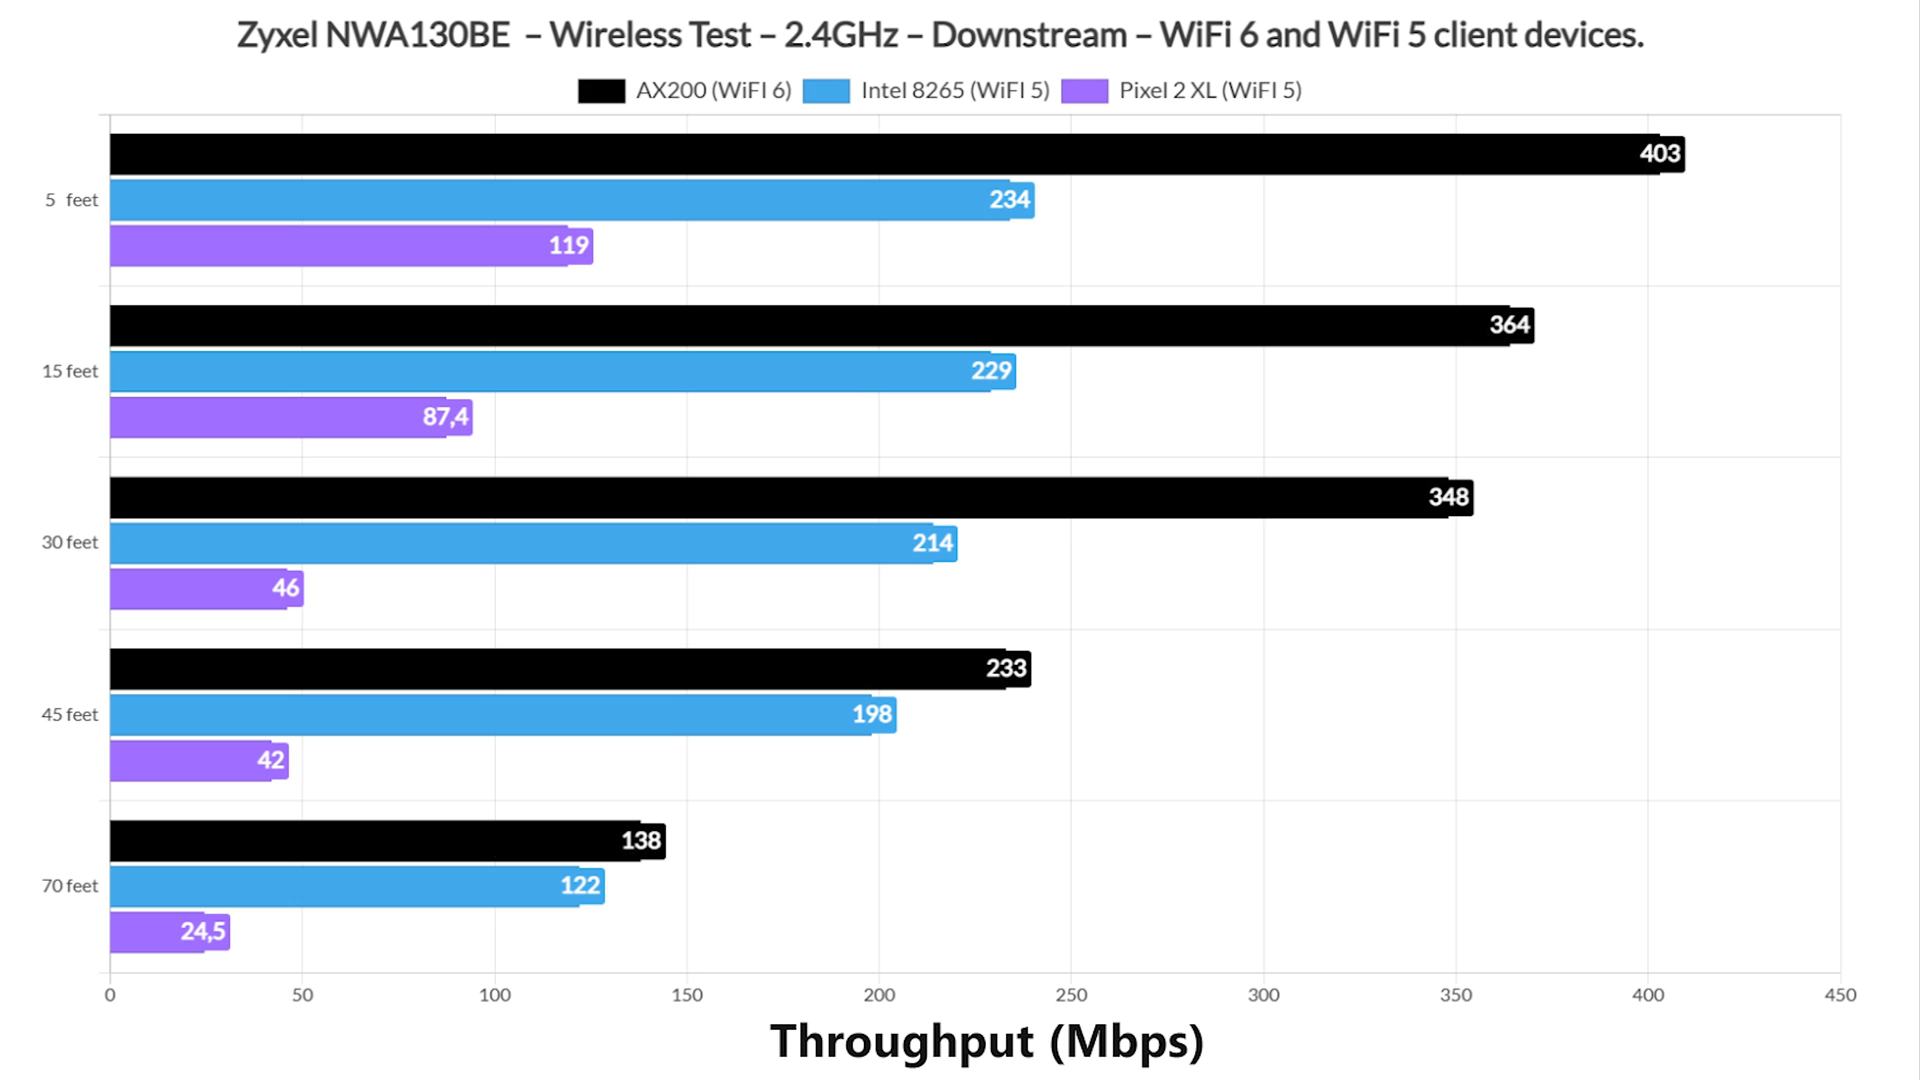 Zyxel NWA130BE – Wireless Test – 2.4GHz – Downstream – WiFi 6 and WiFi 5 client devices.
AX200 (WiFI 6) Intel 8265 (WiFI 5) Pixel 2 XL (WiFI 5)
403
5 feet
234
119
364
15 feet
229
87,4
348
30 feet
214
46
233
45 feet
198
42
138
70 feet
122
24,5
0 50 100 150 200 250 300 350 400 450
Throughput (Mbps)